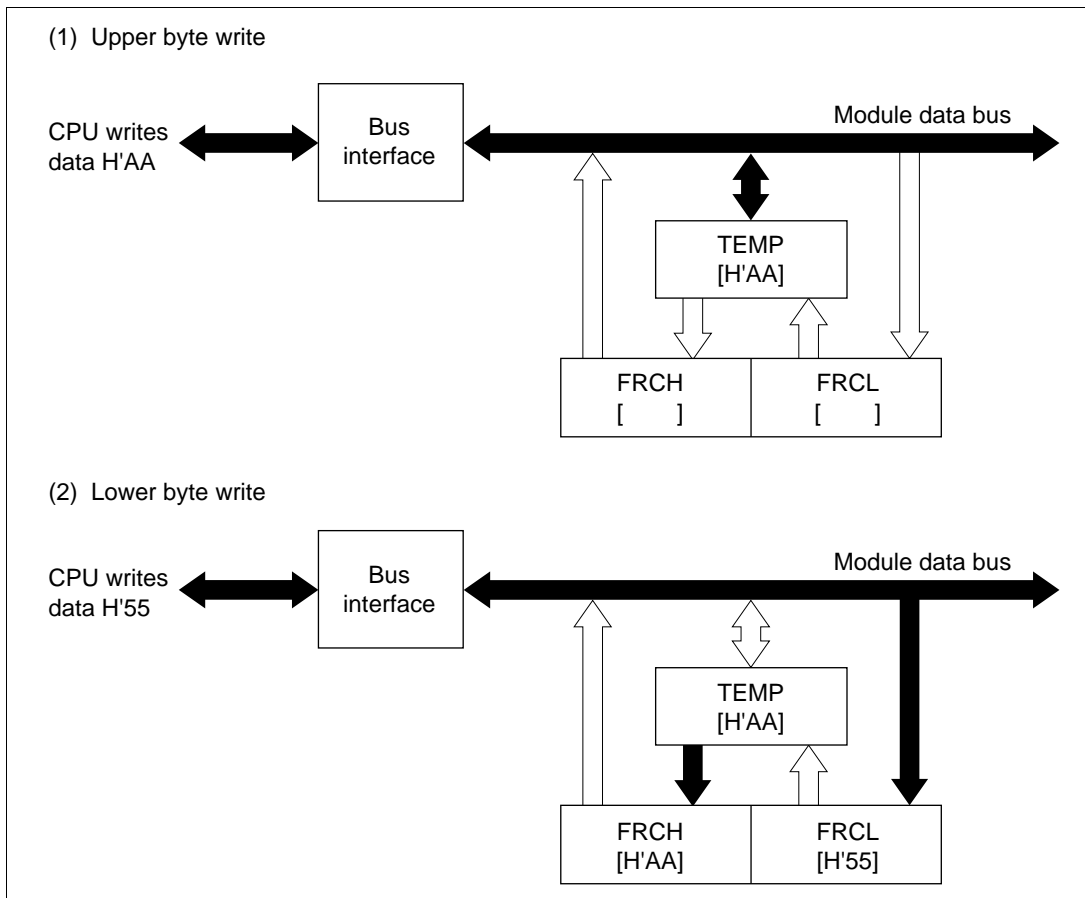 (1) Upper byte write
Module data bus
CPU writes
data H'AA
Bus
interface
TEMP
[H'AA]
FRCH
[ ]
FRCL
[ ]
(2) Lower byte write
Module data bus
CPU writes
data H'55
Bus
interface
TEMP
[H'AA]
FRCH
[H'AA]
FRCL
[H'55]